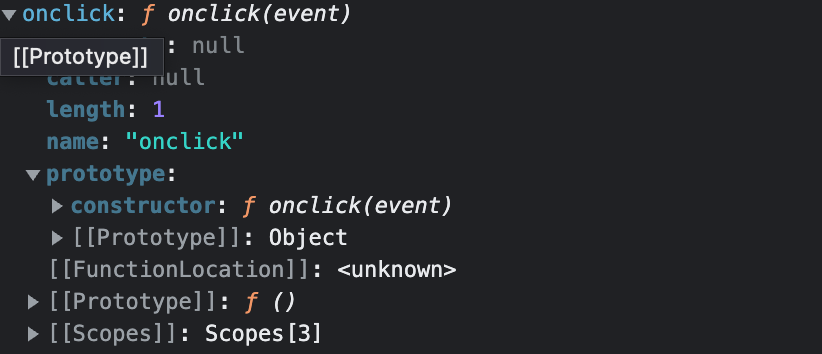 ▼onclick: ƒ onclick(event)
: null
[[Prototype]]
caller: null
length: 1
name: "onclick"
▼prototype:
▶constructor: ƒ onclick(event)
▶[[Prototype]]: Object
[[FunctionLocation]]: <unknown>
▶[[Prototype]]: ƒ ()
▶[[Scopes]]: Scopes[3]